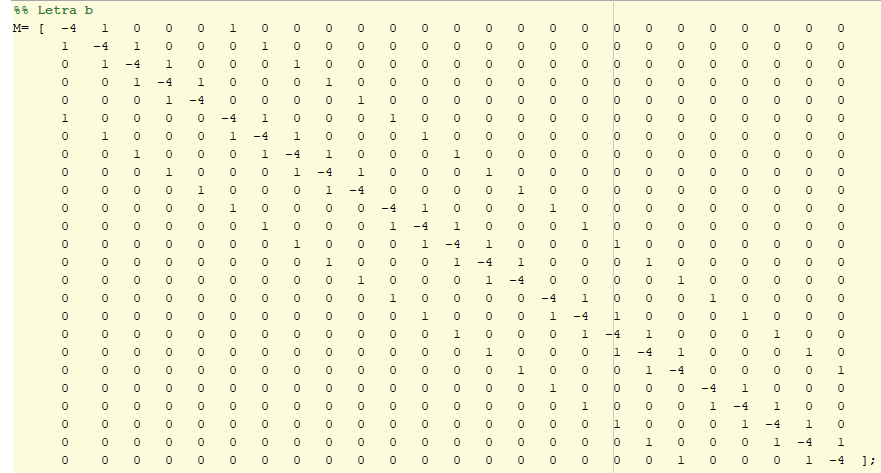 %% Letra b
M= [ -4 1 0 0 0 1 0 0 0 0 0 0 0 0 0 0 0 0 0 0 0 0 0 0 0
1 -4 1 0 0 0 1 0 0 0 0 0 0 0 0 0 0 0 0 0 0 0 0 0 0
0 1 -4 1 0 0 0 1 0 0 0 0 0 0 0 0 0 0 0 0 0 0 0 0 0
0 0 1 -4 1 0 0 0 1 0 0 0 0 0 0 0 0 0 0 0 0 0 0 0 0
0 0 0 1 -4 0 0 0 0 1 0 0 0 0 0 0 0 0 0 0 0 0 0 0 0
1 0 0 0 0 -4 1 0 0 0 1 0 0 0 0 0 0 0 0 0 0 0 0 0 0
0 1 0 0 0 1 -4 1 0 0 0 1 0 0 0 0 0 0 0 0 0 0 0 0 0
0 0 1 0 0 0 1 -4 1 0 0 0 1 0 0 0 0 0 0 0 0 0 0 0 0
0 0 0 1 0 0 0 1 -4 1 0 0 0 1 0 0 0 0 0 0 0 0 0 0 0
0 0 0 0 1 0 0 0 1 -4 0 0 0 0 1 0 0 0 0 0 0 0 0 0 0
0 0 0 0 0 1 0 0 0 0 -4 1 0 0 0 1 0 0 0 0 0 0 0 0 0
0 0 0 0 0 0 1 0 0 0 1 -4 1 0 0 0 1 0 0 0 0 0 0 0 0
0 0 0 0 0 0 0 1 0 0 0 1 -4 1 0 0 0 1 0 0 0 0 0 0 0
0 0 0 0 0 0 0 0 1 0 0 0 1 -4 1 0 0 0 1 0 0 0 0 0 0
0 0 0 0 0 0 0 0 0 1 0 0 0 1 -4 0 0 0 0 1 0 0 0 0 0
0 0 0 0 0 0 0 0 0 0 1 0 0 0 0 -4 1 0 0 0 1 0 0 0 0
0 0 0 0 0 0 0 0 0 0 0 1 0 0 0 1 -4 1 0 0 0 1 0 0 0
0 0 0 0 0 0 0 0 0 0 0 0 1 0 0 0 1 -4 1 0 0 0 1 0 0
0 0 0 0 0 0 0 0 0 0 0 0 0 1 0 0 0 1 -4 1 0 0 0 1 0
0 0 0 0 0 0 0 0 0 0 0 0 0 0 1 0 0 0 1 -4 0 0 0 0 1
0 0 0 0 0 0 0 0 0 0 0 0 0 0 0 1 0 0 0 0 -4 1 0 0 0
0 0 0 0 0 0 0 0 0 0 0 0 0 0 0 0 1 0 0 0 1 -4 1 0 0
0 0 0 0 0 0 0 0 0 0 0 0 0 0 0 0 0 1 0 0 0 1 -4 1 0
0 0 0 0 0 0 0 0 0 0 0 0 0 0 0 0 0 0 1 0 0 0 1 -4 1
0 0 0 0 0 0 0 0 0 0 0 0 0 0 0 0 0 0 0 1 0 0 0 1 -4 ];